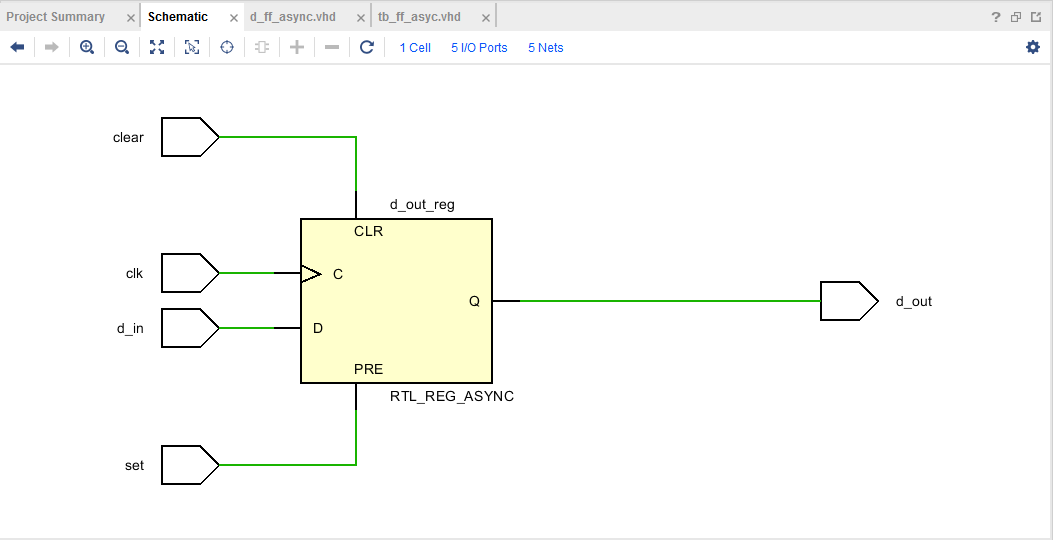 Project Summary × Schematic × d_ff_async.vhd × tb_ff_asyc.vhd × ?
1 Cell 5 I/O Ports 5 Nets
clear
d_out_reg
CLR
clk
C
Q
d_out
d_in
D
PRE
RTL_REG_ASYNC
set